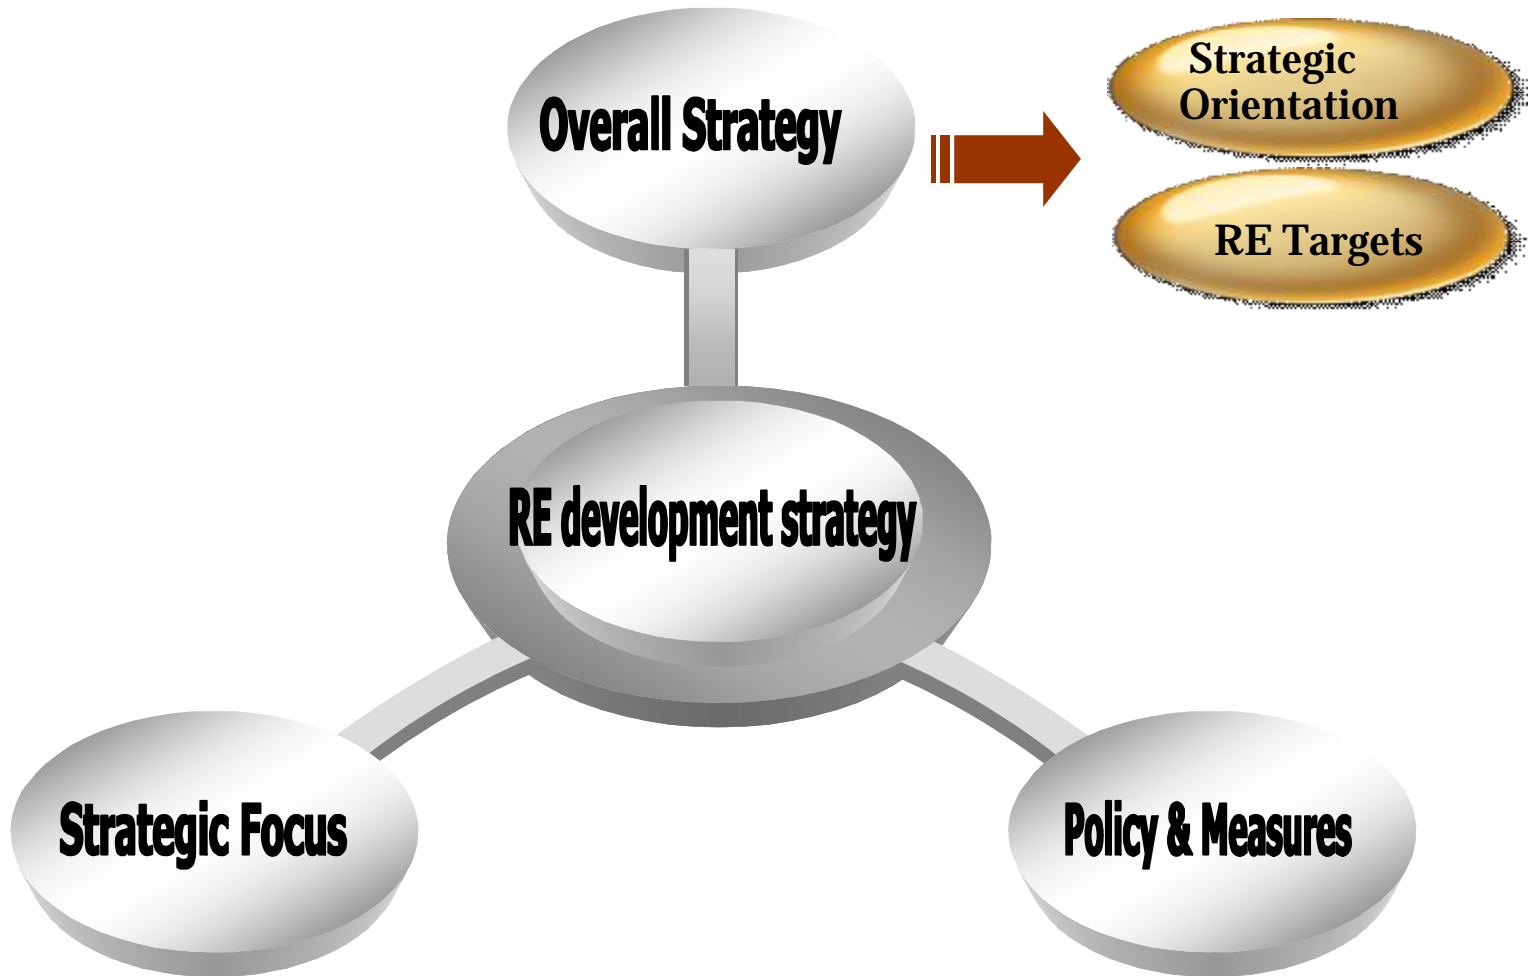 Overall Strategy
Strategic
Orientation
RE Targets
RE development strategy
Strategic Focus
Policy & Measures